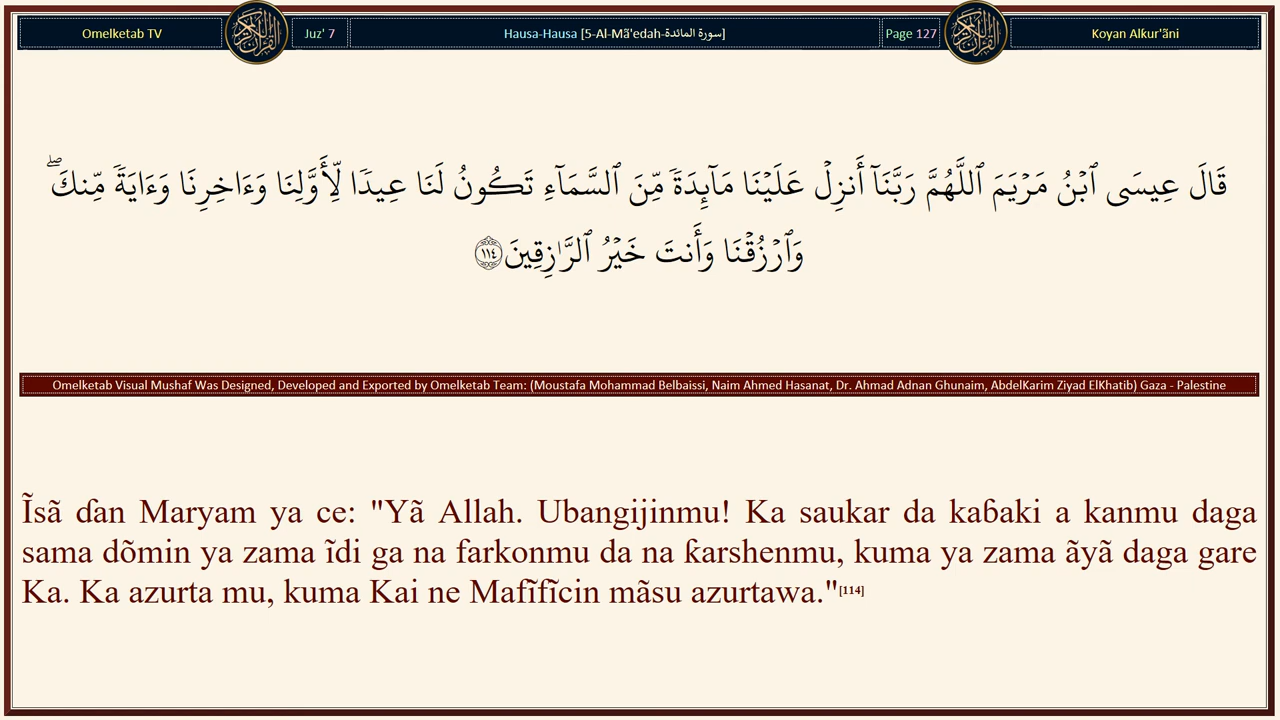 Omelketab TV
Juz' 7
Hausa-Hausa [5-Al-Mã'edah-سورة المائدة]
Page 127
Koyan Alƙur'ãni
قَالَ عِيسَى ٱبۡنُ مَرۡيَمَ ٱللَّهُمَّ رَبَّنَآ أَنزِلۡ عَلَيۡنَا مَآئِدَةٗ مِّنَ ٱلسَّمَآءِ تَكُونُ لَنَا عِيدٗا لِّأَوَّلِنَا وَءَاخِرِنَا وَءَايَةٗ مِّنكَۖ
وَٱرۡزُقۡنَا وَأَنتَ خَيۡرُ ٱلرَّٰزِقِينَ ١١٤
Omelketab Visual Mushaf Was Designed, Developed and Exported by Omelketab Team: (Moustafa Mohammad Belbaissi, Naim Ahmed Hasanat, Dr. Ahmad Adnan Ghunaim, AbdelKarim Ziyad ElKhatib) Gaza - Palestine
Ĩsã ɗan Maryam ya ce: "Yã Allah. Ubangijinmu! Ka saukar da kaɓaki a kanmu daga
sama dõmin ya zama ĩdi ga na farkonmu da na ƙarshenmu, kuma ya zama ãyã daga gare
Ka. Ka azurta mu, kuma Kai ne Mafĩfĩcin mãsu azurtawa."[114]